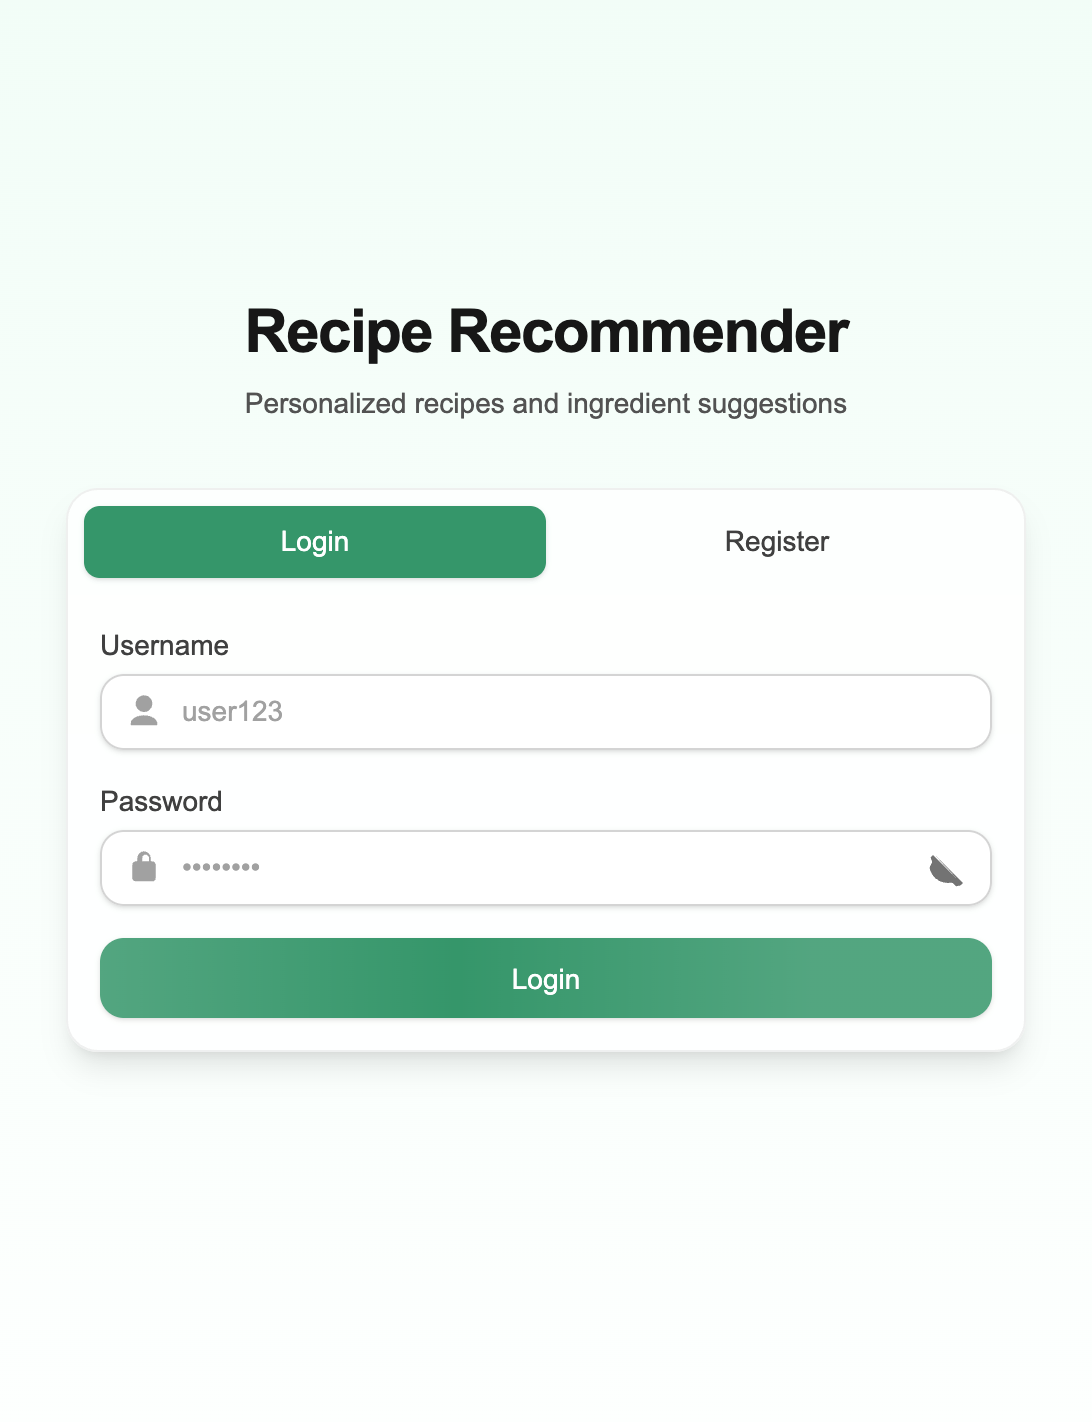 Recipe Recommender
Personalized recipes and ingredient suggestions
Login Register
Username
user123
Password
••••••••
Login